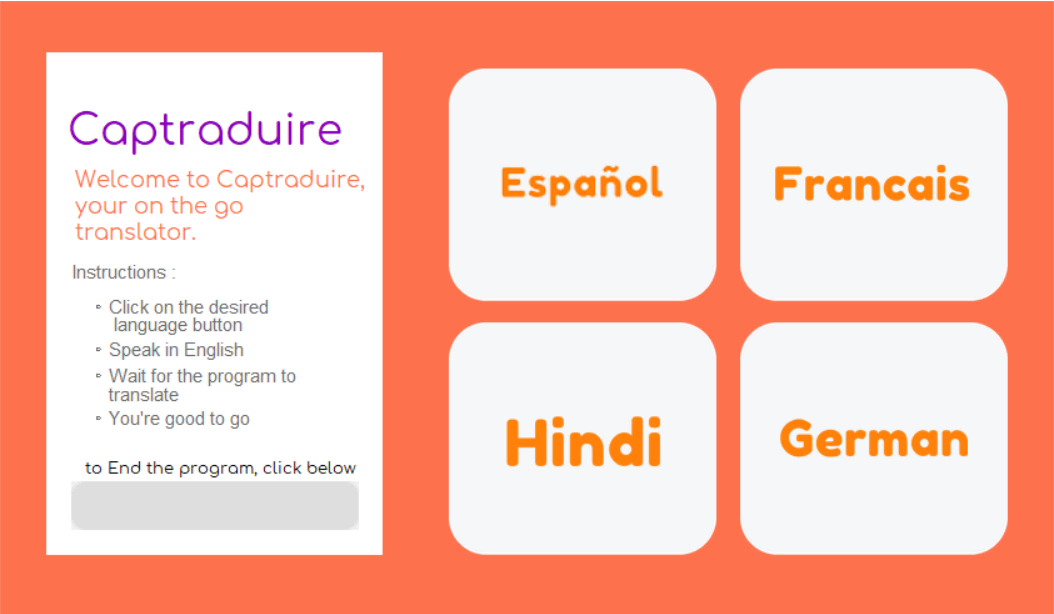 Captraduire
Welcome to Captraduire,
your on the go
translator.
Instructions :
◦ Click on the desired
language button
◦ Speak in English
◦ Wait for the program to
translate
◦ You're good to go
to End the program, click below
Español
Francais
Hindi
German